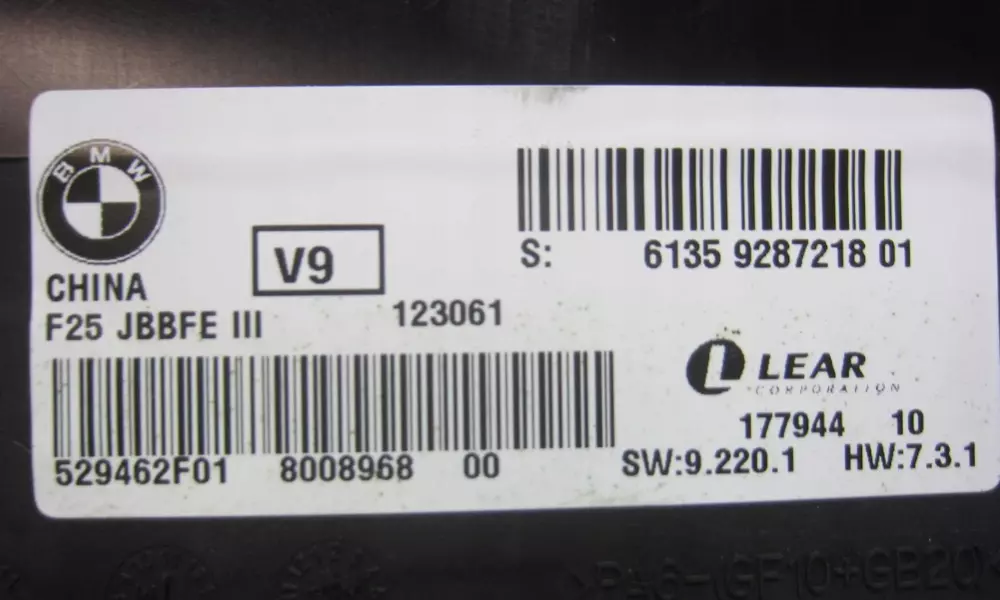 BMW
CHINA
V9
F25 JBBFE III
123061
S: 6135 9287218 01
LEAR
CORPORATION
177944 10
SW:9.220.1 HW:7.3.1
529462F01 8008968 00